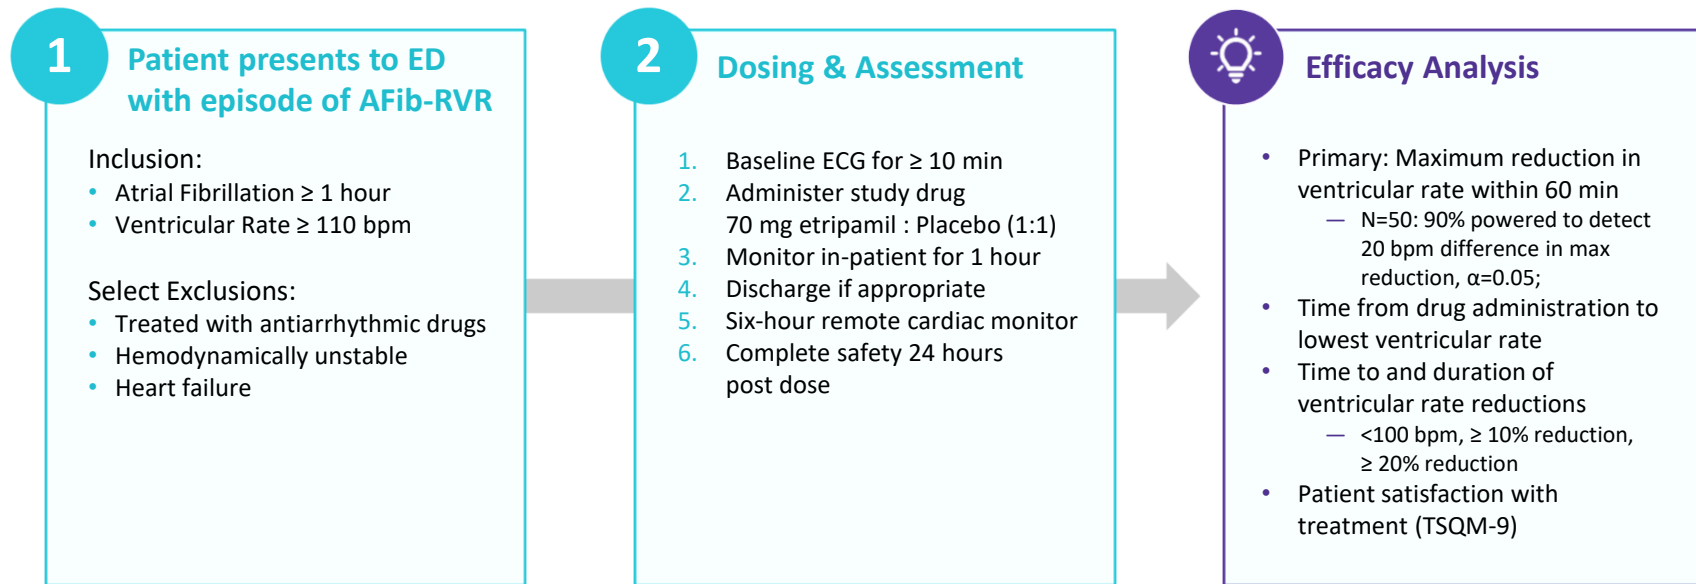 1
Patient presents to ED
with episode of AFib-RVR
Inclusion:
• Atrial Fibrillation ≥ 1 hour
• Ventricular Rate ≥ 110 bpm
Select Exclusions:
• Treated with antiarrhythmic drugs
• Hemodynamically unstable
• Heart failure
2
Dosing & Assessment
1. Baseline ECG for ≥ 10 min
2. Administer study drug
70 mg etripamil : Placebo (1:1)
3. Monitor in-patient for 1 hour
4. Discharge if appropriate
5. Six-hour remote cardiac monitor
6. Complete safety 24 hours
post dose
Efficacy Analysis
• Primary: Maximum reduction in
ventricular rate within 60 min
— N=50: 90% powered to detect
20 bpm difference in max
reduction, α=0.05;
• Time from drug administration to
lowest ventricular rate
• Time to and duration of
ventricular rate reductions
— <100 bpm, ≥ 10% reduction,
≥ 20% reduction
• Patient satisfaction with
treatment (TSQM-9)